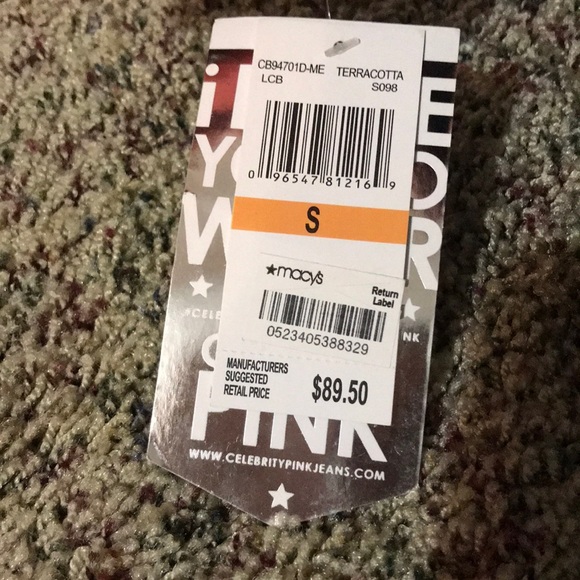 CB94701D-ME TERRACOTTA
LCB S098
0 96547 81216 9
S
★macy's
Return
Label
0523405388329
MANUFACTURERS
SUGGESTED
RETAIL PRICE
$89.50
PINK
WWW.CELEBRITYPINKJEANS.COM